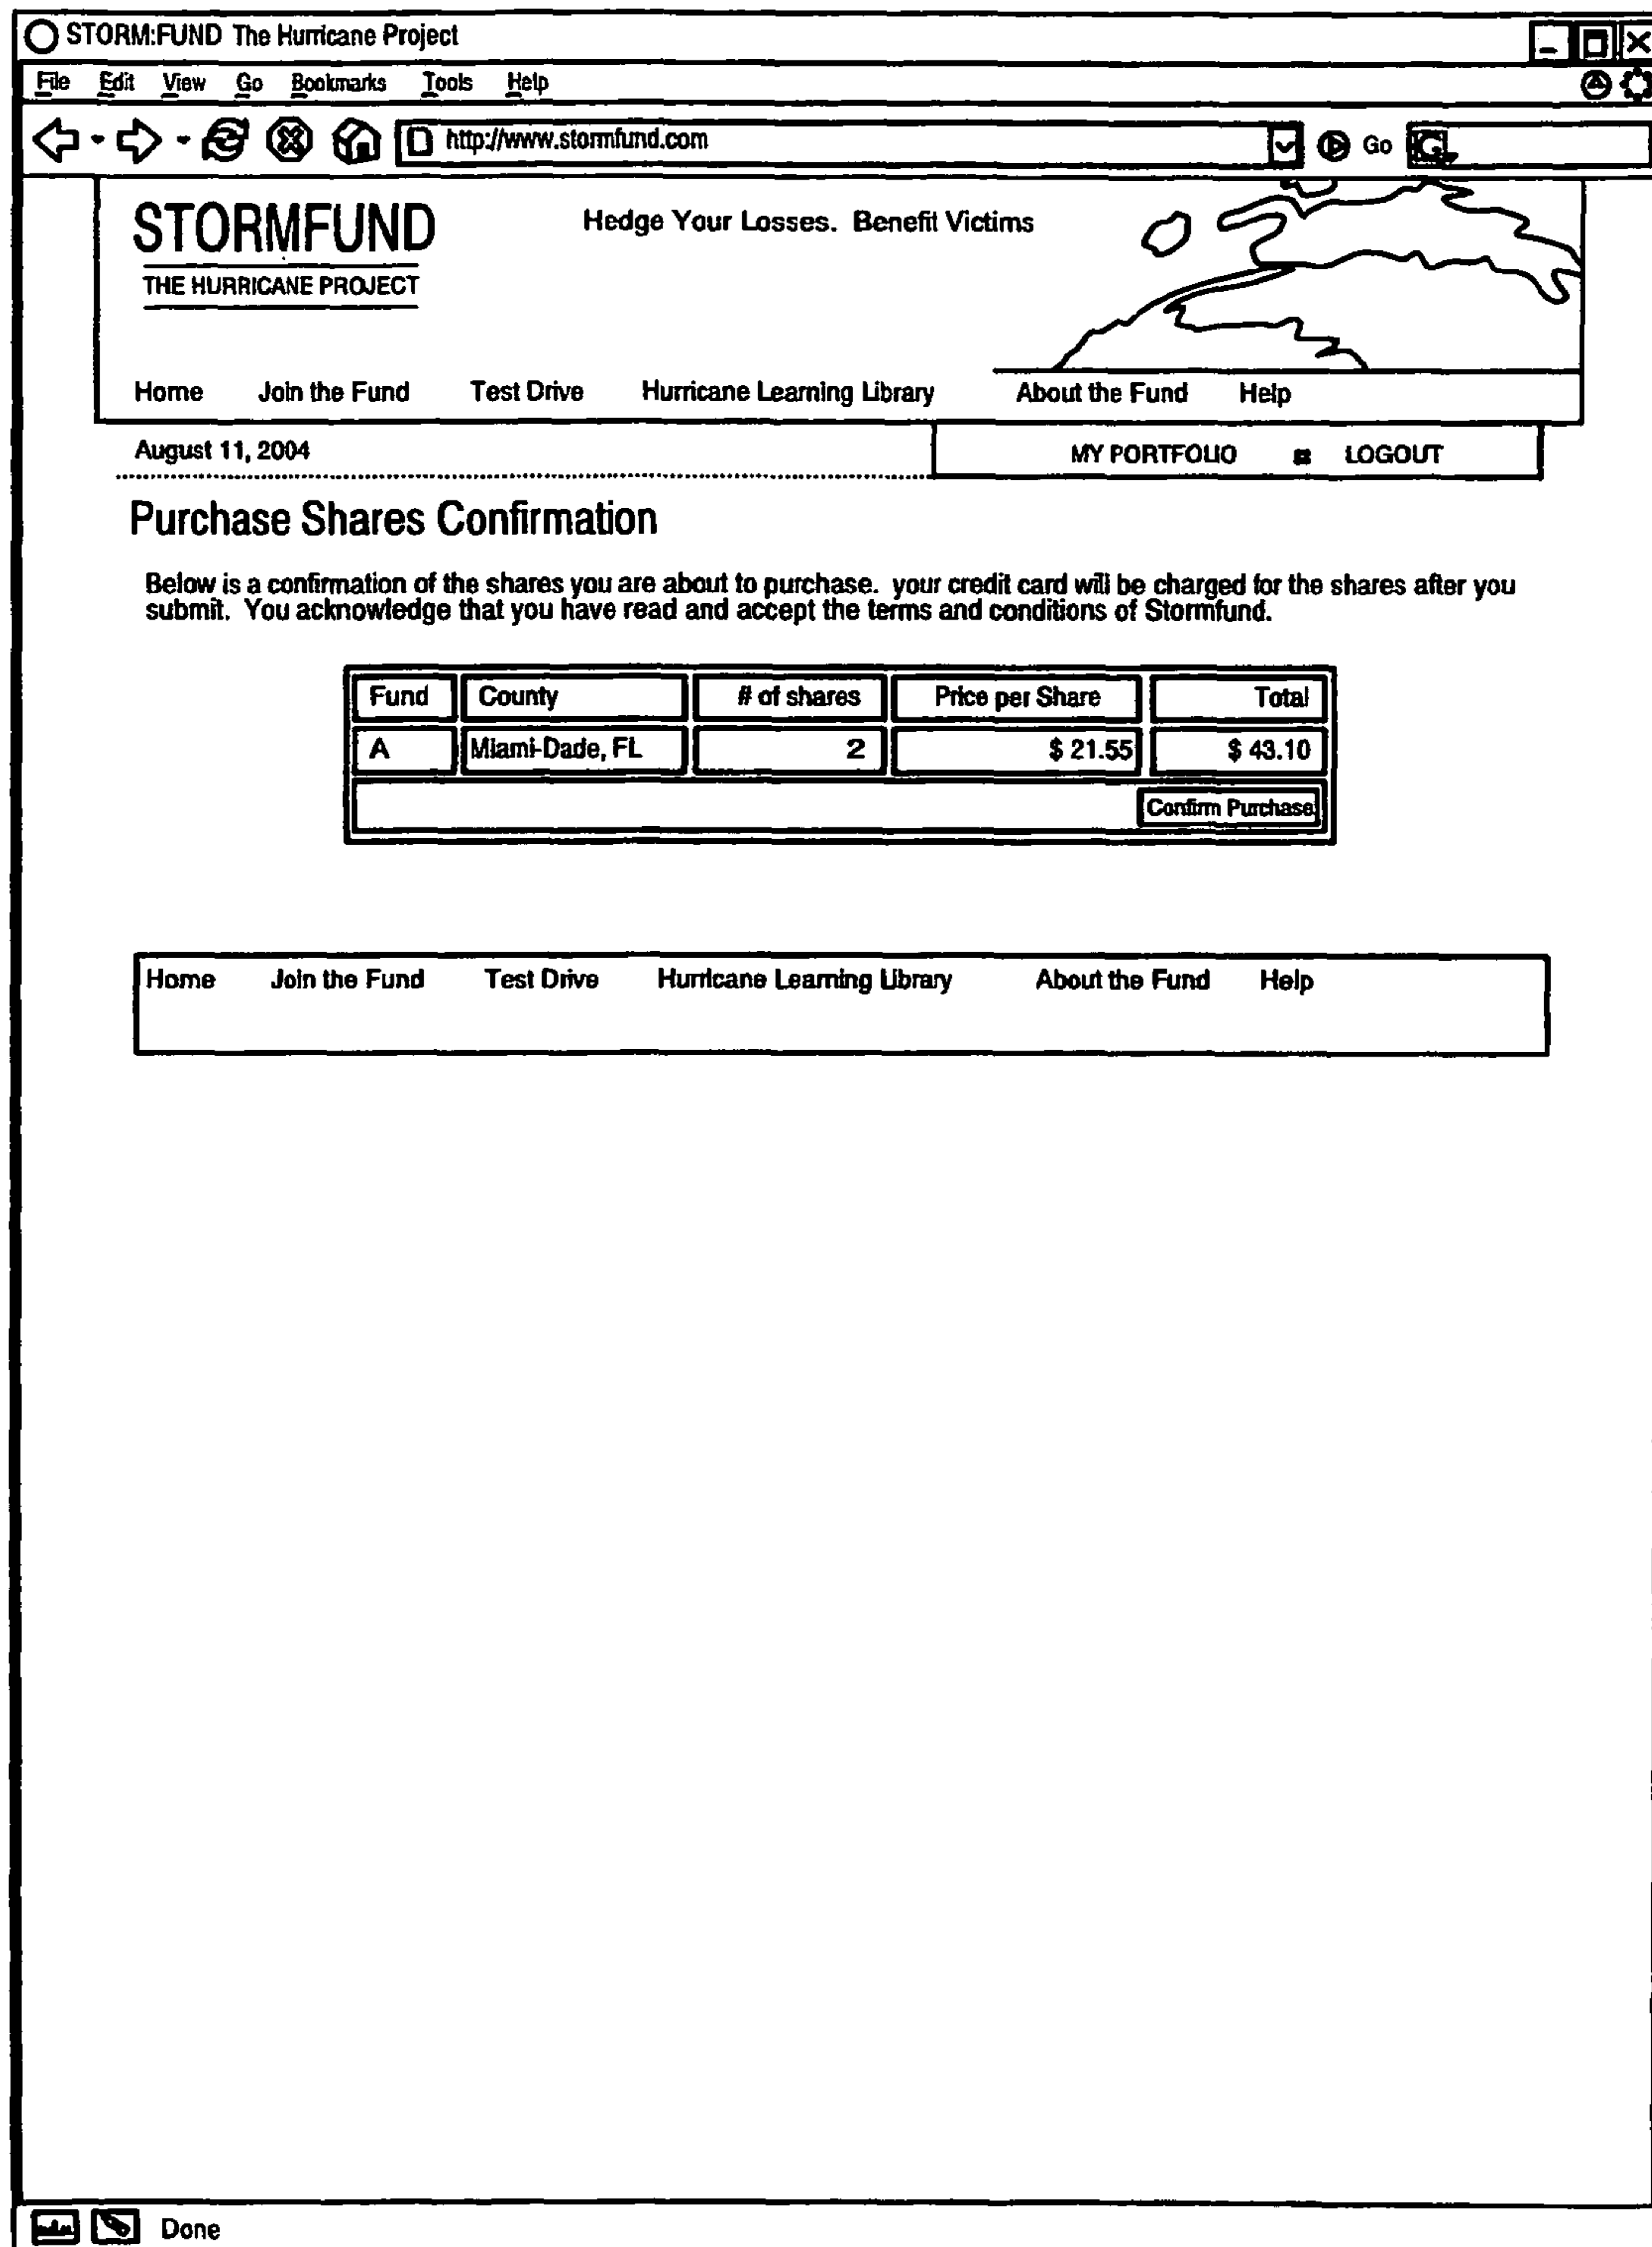 STORM:FUND The Hurricane Project
File Edit View Go Bookmarks Tools Help
http://www.stormfund.com Go G
STORMFUND
Hedge Your Losses. Benefit Victims
THE HURRICANE PROJECT
Home Join the Fund Test Drive Hurricane Learning Library About the Fund Help
August 11, 2004 MY PORTFOLIO LOGOUT
Purchase Shares Confirmation
Below is a confirmation of the shares you are about to purchase. your credit card will be charged for the shares after you
submit. You acknowledge that you have read and accept the terms and conditions of Stormfund.
Fund County # of shares Price per Share Total
A Miami-Dade, FL 2 $ 21.55 $ 43.10
Confirm Purchase
Home Join the Fund Test Drive Hurricane Learning Library About the Fund Help
Done